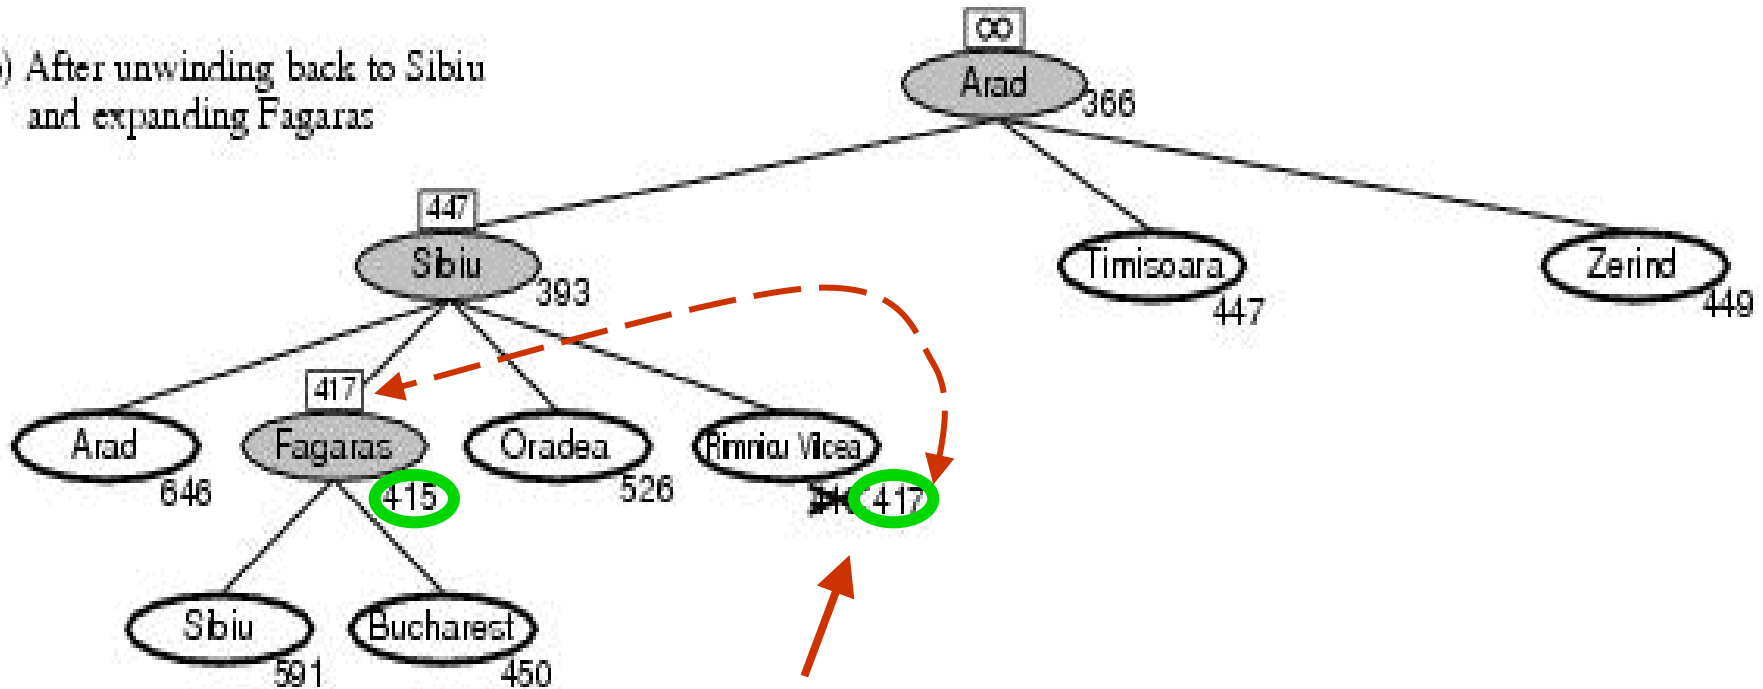 ∞
) After unwinding back to Sibiu
and expanding Fagaras
Arad
366
447
Sibiu
393
Timisoara
447
Zerind
449
417
Arad
646
Fagaras
415
Oradea
526
Rimnicu Vilcea
417
Sibiu
591
Bucharest
450